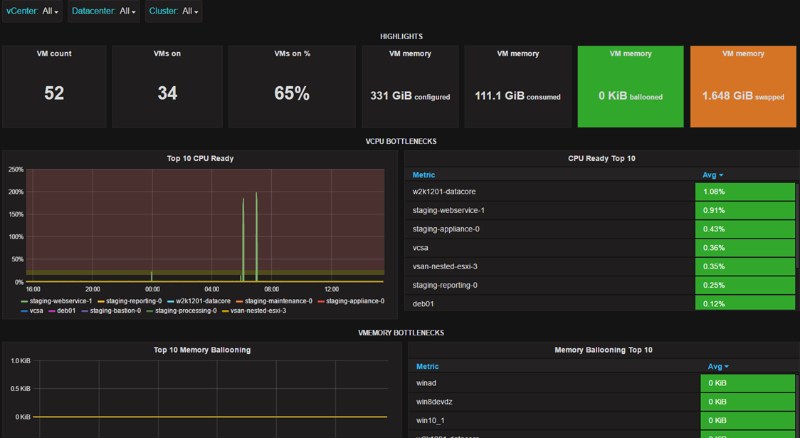 vCenter: All Datacenter: All Cluster: All
HIGHLIGHTS
VM count VMs on VMs on % VM memory VM memory VM memory VM memory
52 34 65% 331 GiB configured 111.1 GiB consumed 0 KiB ballooned 1.648 GiB swapped
VCPU BOTTLENECKS
Top 10 CPU Ready
250%
200%
150%
100%
50%
0%
16:00 20:00 00:00 04:00 08:00 12:00
staging-webservice-1 staging-reporting-0 w2k1201-datacore staging-maintenance-0 staging-appliance-0
vcsa deb01 staging-bastion-0 staging-processing-0 vsan-nested-esxi-3
CPU Ready Top 10
Metric Avg
w2k1201-datacore 1.08%
staging-webservice-1 0.91%
staging-appliance-0 0.43%
vcsa 0.36%
vsan-nested-esxi-3 0.35%
staging-reporting-0 0.25%
deb01 0.12%
VMEMORY BOTTLENECKS
Top 10 Memory Ballooning
1.0 KiB
0.5 KiB
0 KiB
Memory Ballooning Top 10
Metric Avg
winad 0 KiB
win8devdz 0 KiB
win10_1 0 KiB